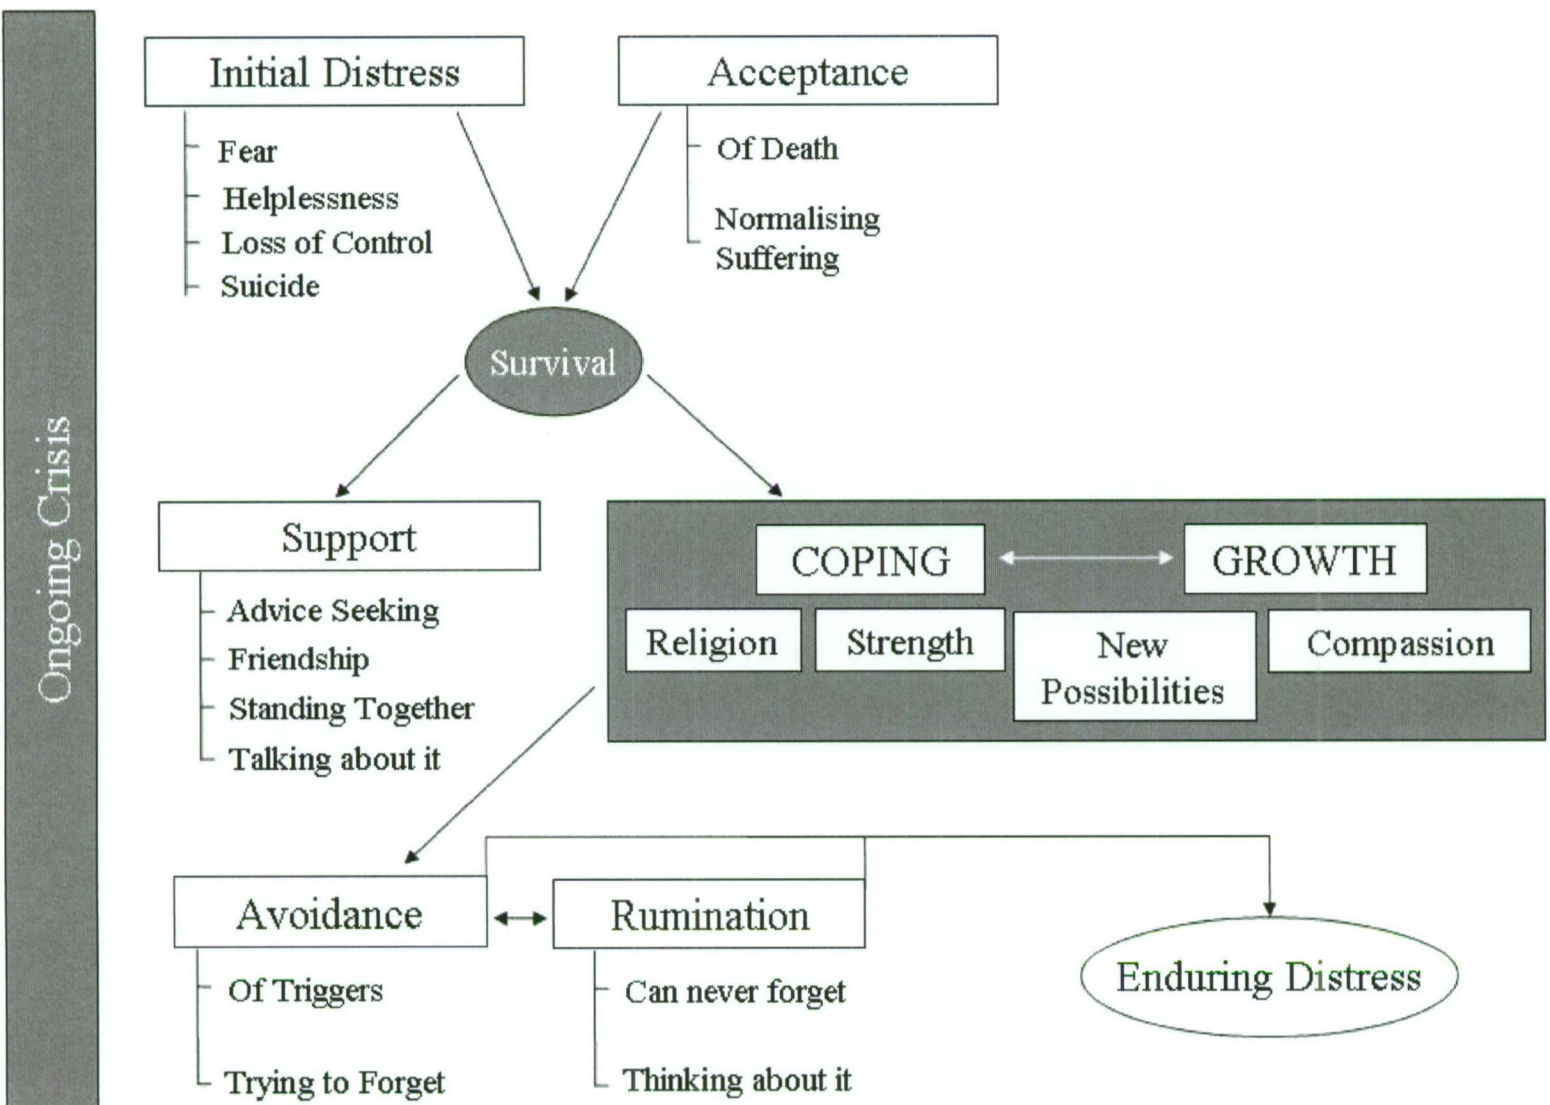 Ongoing Crisis
Initial Distress
Fear
Helplessness
Loss of Control
Suicide
Acceptance
Of Death
Normalising
Suffering
Survival
Support
Advice Seeking
Friendship
Standing Together
Talking about it
COPING
GROWTH
Religion
Strength
New
Possibilities
Compassion
Avoidance
Of Triggers
Trying to Forget
Rumination
Can never forget
Thinking about it
Enduring Distress